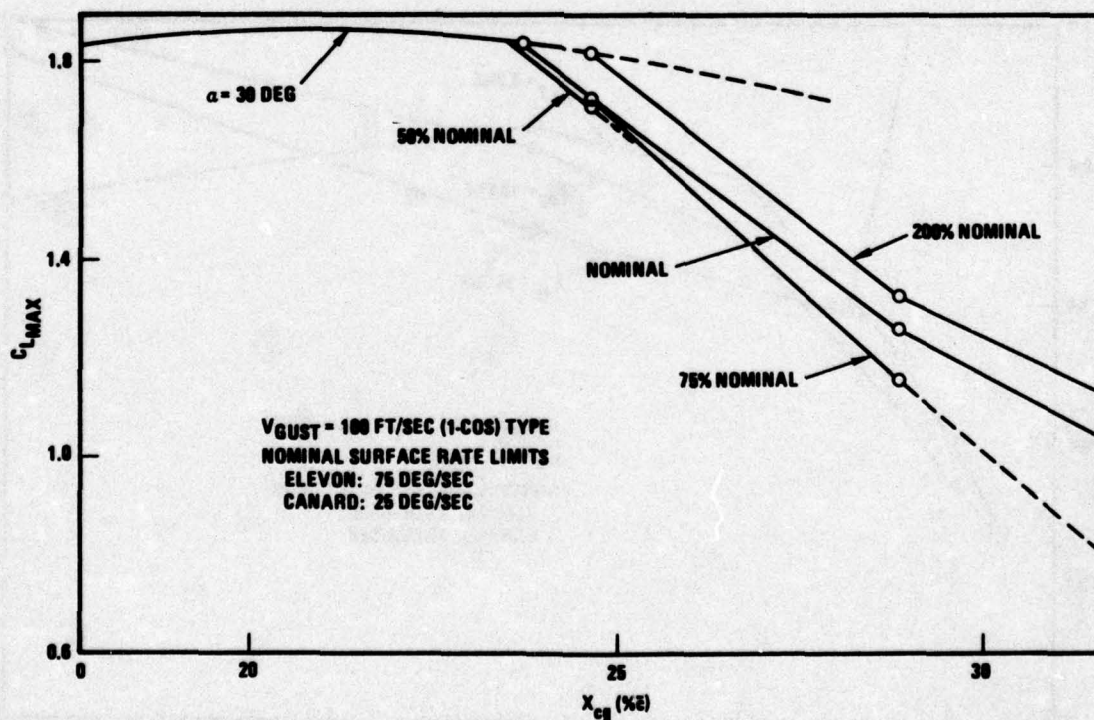 1.8
α = 30 DEG
50% NOMINAL
200% NOMINAL
1.4
NOMINAL
C_LMAX
75% NOMINAL
V_GUST = 100 FT/SEC (1-COS) TYPE
NOMINAL SURFACE RATE LIMITS
ELEVON: 75 DEG/SEC
CANARD: 25 DEG/SEC
1.0
0.6
0
20
25
30
X_cg (%c̄)